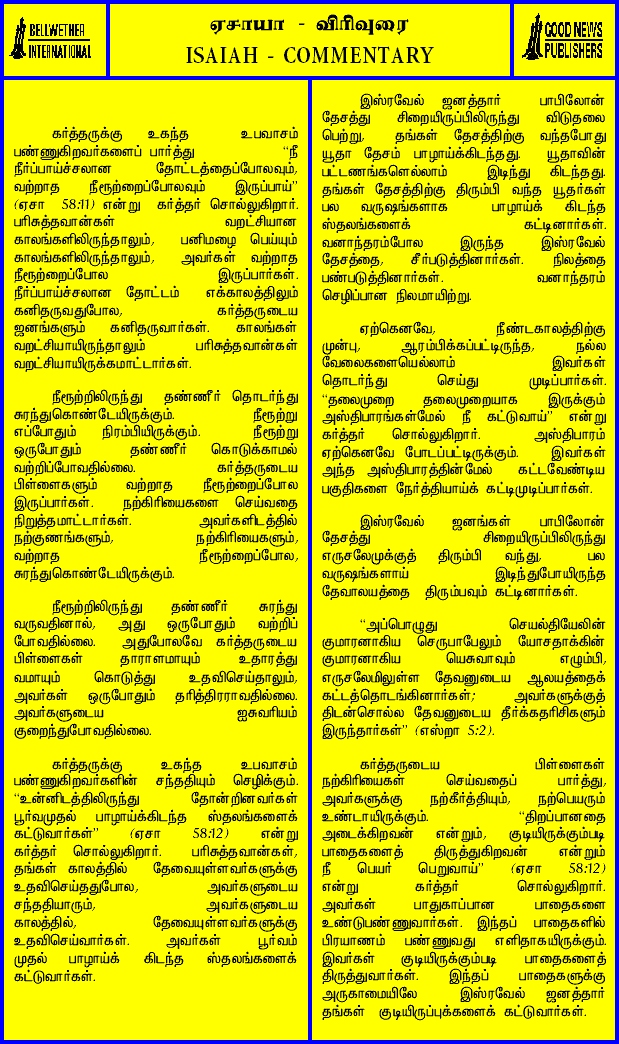 BELLWETHER
INTERNATIONAL
ஏசாயா - விரிவுரை
ISAIAH - COMMENTARY
GOOD NEWS
PUBLISHERS
கர்த்தருக்கு உகந்த உபவாசம்
பண்ணுகிறவர்களைப் பார்த்து “நீ
நீர்ப்பாய்ச்சலான தோட்டத்தைப்போலவும்,
வற்றாத நீரூற்றைப்போலவும் இருப்பாய்”
(ஏசா 58:11) என்று கர்த்தர் சொல்லுகிறார்.
பரிசுத்தவான்கள் வறட்சியான
காலங்களிலிருந்தாலும், பனிமழை பெய்யும்
காலங்களிலிருந்தாலும், அவர்கள் வற்றாத
நீரூற்றைப்போல இருப்பார்கள்.
நீர்ப்பாய்ச்சலான தோட்டம் எக்காலத்திலும்
கனிதருவதுபோல, கர்த்தருடைய
ஜனங்களும் கனிதருவார்கள். காலங்கள்
வறட்சியாயிருந்தாலும் பரிசுத்தவான்கள்
வறட்சியாயிருக்கமாட்டார்கள்.
நீரூற்றிலிருந்து தண்ணீர் தொடர்ந்து
சுரந்துகொண்டேயிருக்கும். நீரூற்று
எப்போதும் நிரம்பியிருக்கும். நீரூற்று
ஒருபோதும் தண்ணீர் கொடுக்காமல்
வற்றிப்போவதில்லை. கர்த்தருடைய
பிள்ளைகளும் வற்றாத நீரூற்றைப்போல
இருப்பார்கள். நற்கிரியைகளை செய்வதை
நிறுத்தமாட்டார்கள். அவர்களிடத்தில்
நற்குணங்களும், நற்கிரியைகளும்,
வற்றாத நீரூற்றைப்போல,
சுரந்துகொண்டேயிருக்கும்.
நீரூற்றிலிருந்து தண்ணீர் சுரந்து
வருவதினால், அது ஒருபோதும் வற்றிப்
போவதில்லை. அதுபோலவே கர்த்தருடைய
பிள்ளைகள் தாராளமாயும் உதாரத்து
வமாயும் கொடுத்து உதவிசெய்தாலும்,
அவர்கள் ஒருபோதும் தரித்திரராவதில்லை.
அவர்களுடைய ஐசுவரியம்
குறைந்துபோவதில்லை.
கர்த்தருக்கு உகந்த உபவாசம்
பண்ணுகிறவர்களின் சந்ததியும் செழிக்கும்.
“உன்னிடத்திலிருந்து தோன்றினவர்கள்
பூர்வமுதல் பாழாய்க்கிடந்த ஸ்தலங்களைக்
கட்டுவார்கள்” (ஏசா 58:12) என்று
கர்த்தர் சொல்லுகிறார். பரிசுத்தவான்கள்,
தங்கள் காலத்தில் தேவையுள்ளவர்களுக்கு
உதவிசெய்ததுபோல, அவர்களுடைய
சந்ததியாரும், அவர்களுடைய
காலத்தில், தேவையுள்ளவர்களுக்கு
உதவிசெய்வார்கள். அவர்கள் பூர்வம்
முதல் பாழாய்க் கிடந்த ஸ்தலங்களைக்
கட்டுவார்கள்.
இஸ்ரவேல் ஜனத்தார் பாபிலோன்
தேசத்து சிறையிருப்பிலிருந்து விடுதலை
பெற்று, தங்கள் தேசத்திற்கு வந்தபோது
யூதா தேசம் பாழாய்க்கிடந்தது. யூதாவின்
பட்டணங்களெல்லாம் இடிந்து கிடந்தது.
தங்கள் தேசத்திற்கு திரும்பி வந்த யூதர்கள்
பல வருஷங்களாக பாழாய்க் கிடந்த
ஸ்தலங்களைக் கட்டினார்கள்.
வனாந்தரம்போல இருந்த இஸ்ரவேல்
தேசத்தை, சீர்படுத்தினார்கள். நிலத்தை
பண்படுத்தினார்கள். வனாந்தரம்
செழிப்பான நிலமாயிற்று.
ஏற்கெனவே, நீண்டகாலத்திற்கு
முன்பு, ஆரம்பிக்கப்பட்டிருந்த, நல்ல
வேலைகளையெல்லாம் இவர்கள்
தொடர்ந்து செய்து முடிப்பார்கள்.
“தலைமுறை தலைமுறையாக இருக்கும்
அஸ்திபாரங்கள்மேல் நீ கட்டுவாய்” என்று
கர்த்தர் சொல்லுகிறார். அஸ்திபாரம்
ஏற்கெனவே போடப்பட்டிருக்கும். இவர்கள்
அந்த அஸ்திபாரத்தின்மேல் கட்டவேண்டிய
பகுதிகளை நேர்த்தியாய்க் கட்டிமுடிப்பார்கள்.
இஸ்ரவேல் ஜனங்கள் பாபிலோன்
தேசத்து சிறையிருப்பிலிருந்து
எருசலேமுக்குத் திரும்பி வந்து, பல
வருஷங்களாய் இடிந்துபோயிருந்த
தேவாலயத்தை திரும்பவும் கட்டினார்கள்.
“அப்பொழுது செயல்தியேலின்
குமாரனாகிய செருபாபேலும் யோசதாக்கின்
குமாரனாகிய யெசுவாவும் எழும்பி,
எருசலேமிலுள்ள தேவனுடைய ஆலயத்தைக்
கட்டத்தொடங்கினார்கள்; அவர்களுக்குத்
திடன்சொல்ல தேவனுடைய தீர்க்கதரிசிகளும்
இருந்தார்கள்” (எஸ்றா 5:2).
கர்த்தருடைய பிள்ளைகள்
நற்கிரியைகள் செய்வதைப் பார்த்து,
அவர்களுக்கு நற்கீர்த்தியும், நற்பெயரும்
உண்டாயிருக்கும். “திறப்பானதை
அடைக்கிறவன் என்றும், குடியிருக்கும்படி
பாதைகளைத் திருத்துகிறவன் என்றும்
நீ பெயர் பெறுவாய்” (ஏசா 58:12)
என்று கர்த்தர் சொல்லுகிறார்.
அவர்கள் பாதுகாப்பான பாதைகளை
உண்டுபண்ணுவார்கள். இந்தப் பாதைகளில்
பிரயாணம் பண்ணுவது எளிதாகயிருக்கும்.
இவர்கள் குடியிருக்கும்படி பாதைகளைத்
திருத்துவார்கள். இந்தப் பாதைகளுக்கு
அருகாமையிலே இஸ்ரவேல் ஜனத்தார்
தங்கள் குடியிருப்புக்களைக் கட்டுவார்கள்.